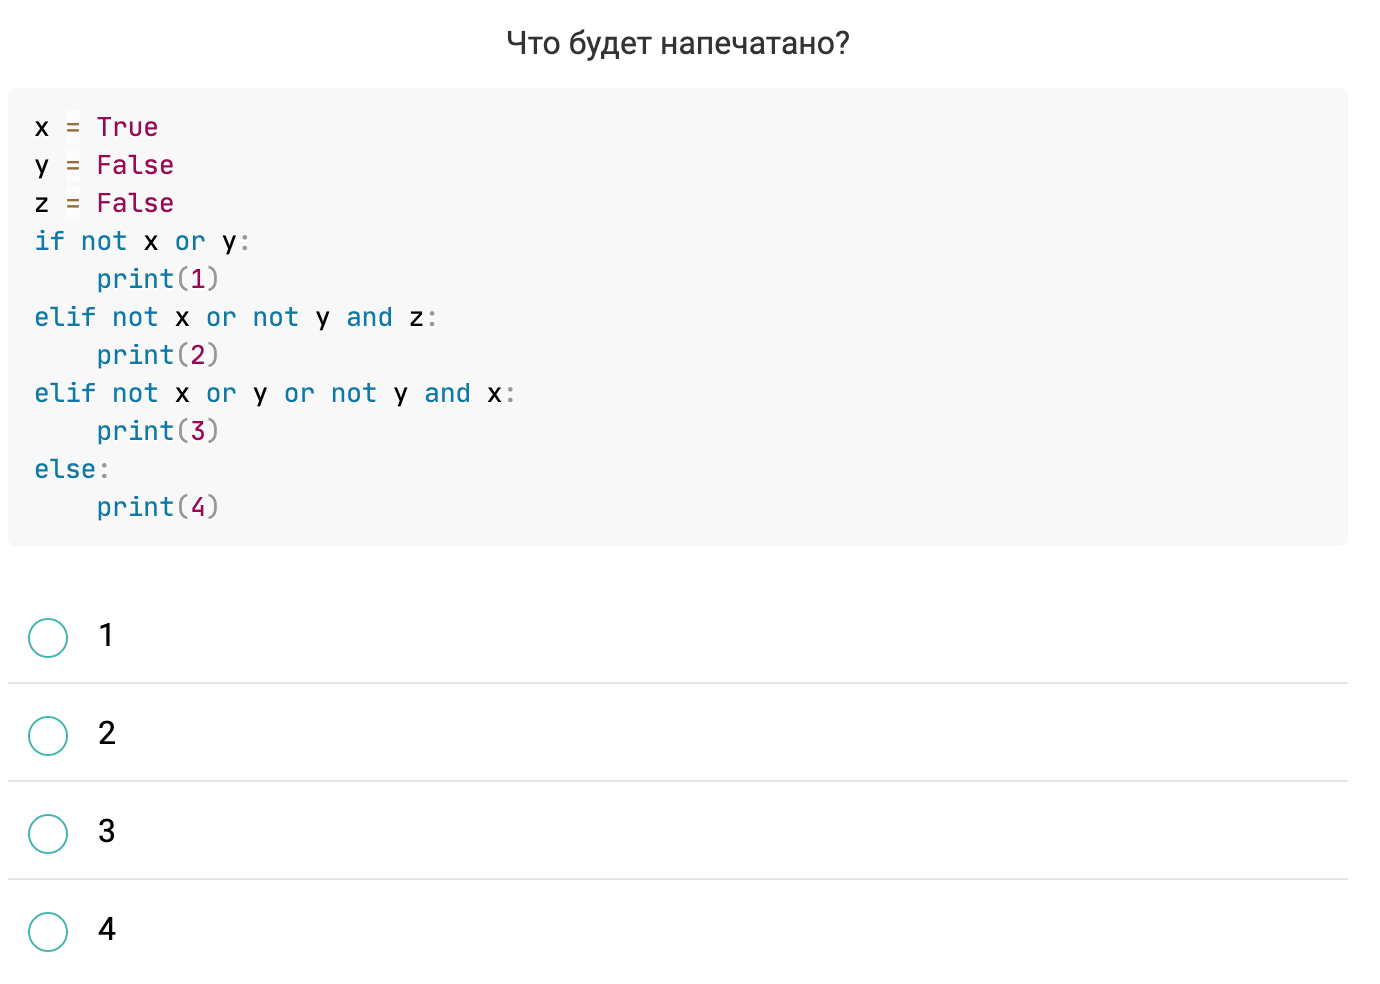 Что будет напечатано?
x = True
y = False
z = False
if not x or y:
    print(1)
elif not x or not y and z:
    print(2)
elif not x or y or not y and x:
    print(3)
else:
    print(4)
1
2
3
4